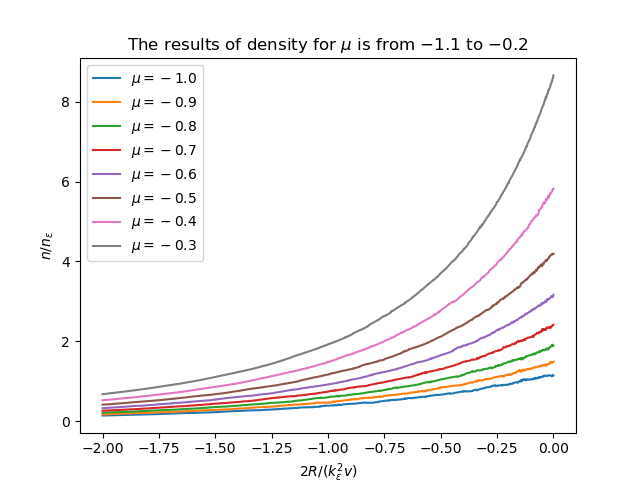 The results of density for μ is from −1.1 to −0.2
μ = − 1.0
μ = − 0.9
μ = − 0.8
μ = − 0.7
μ = − 0.6
μ = − 0.5
μ = − 0.4
μ = − 0.3
8
6
4
2
0
n/n_ε
−2.00 −1.75 −1.50 −1.25 −1.00 −0.75 −0.50 −0.25 0.00
2R/(k_ε^2 v)